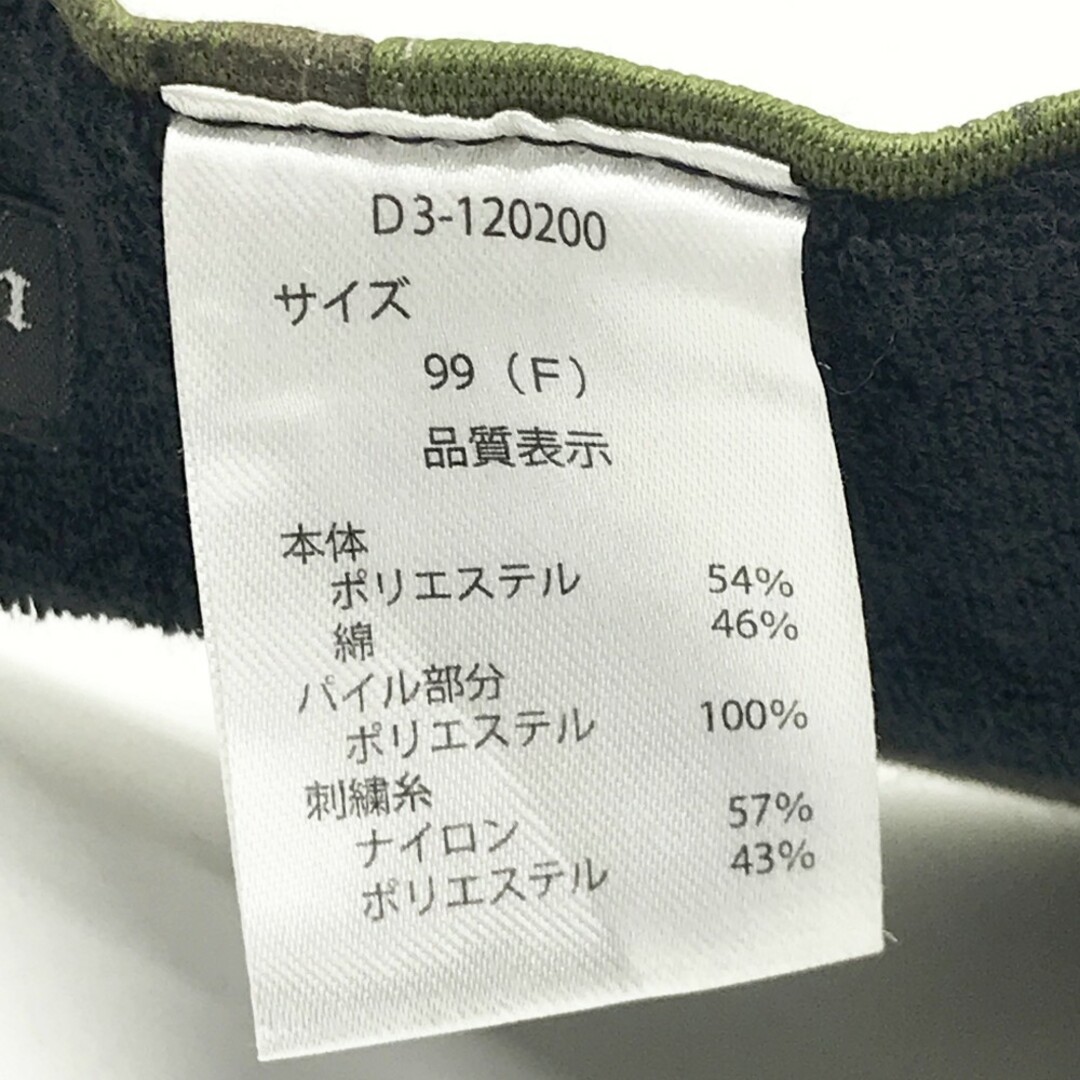 D3-120200
サイズ
99（F）
品質表示
本体
ポリエステル 54%
綿 46%
パイル部分
ポリエステル 100%
刺繍糸
ナイロン 57%
ポリエステル 43%